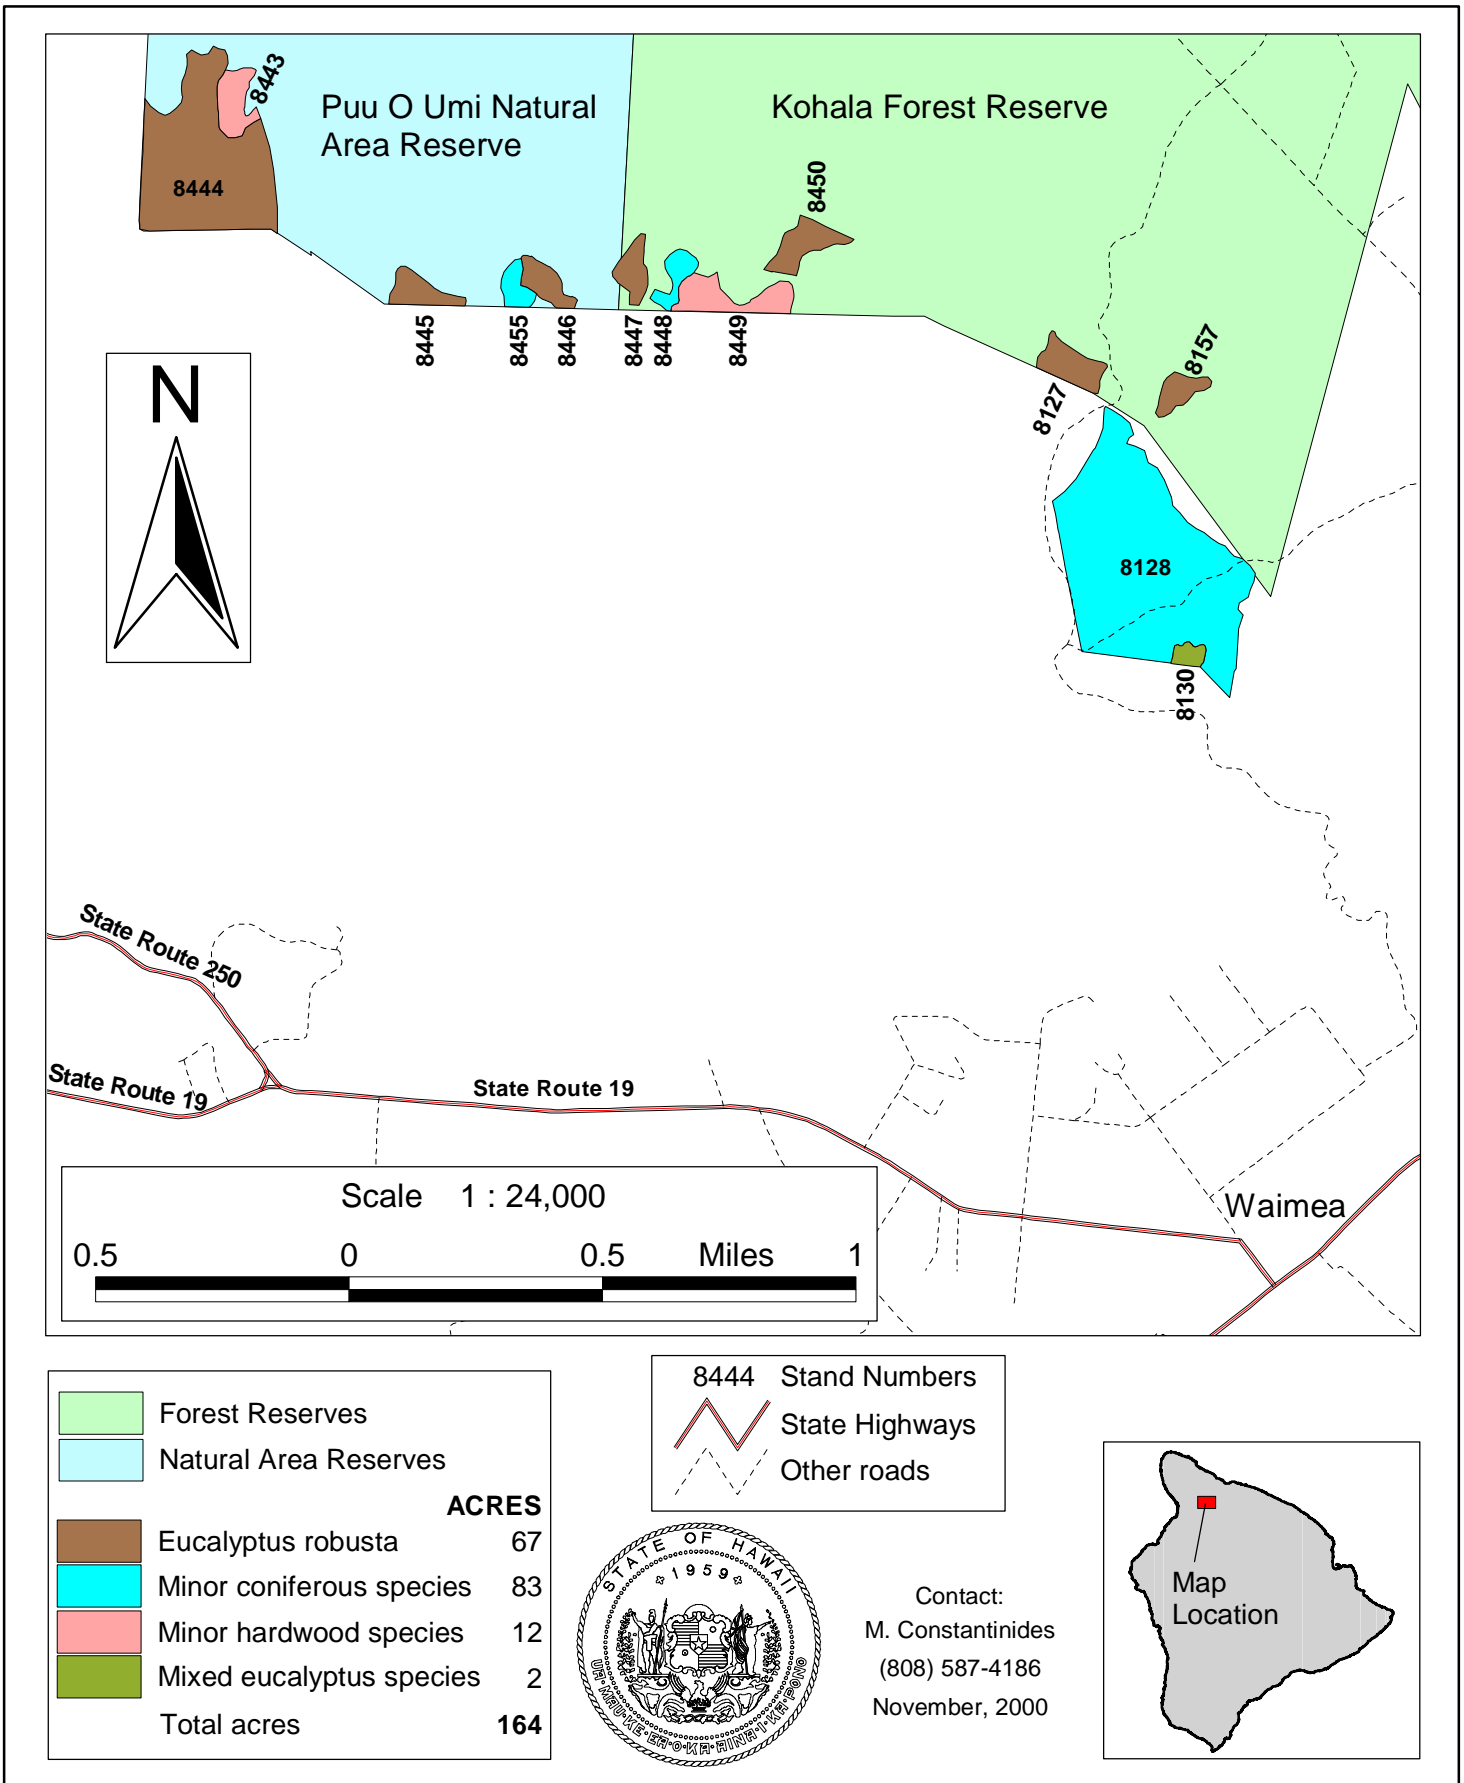 Puu O Umi Natural
Area Reserve
Kohala Forest Reserve
8443
8444
8450
8445
8455
8446
8447
8448
8449
8127
8157
8128
8130
N
State Route 250
State Route 19
State Route 19
Waimea
Scale 1 : 24,000
0.5 0 0.5 Miles 1
Forest Reserves
Natural Area Reserves
ACRES
Eucalyptus robusta 67
Minor coniferous species 83
Minor hardwood species 12
Mixed eucalyptus species 2
Total acres 164
8444 Stand Numbers
State Highways
Other roads
STATE OF HAWAII
1959
UA·MAU·KE·EA·O·KA·AINA·I·KA·PONO
Contact:
M. Constantinides
(808) 587-4186
November, 2000
Map
Location